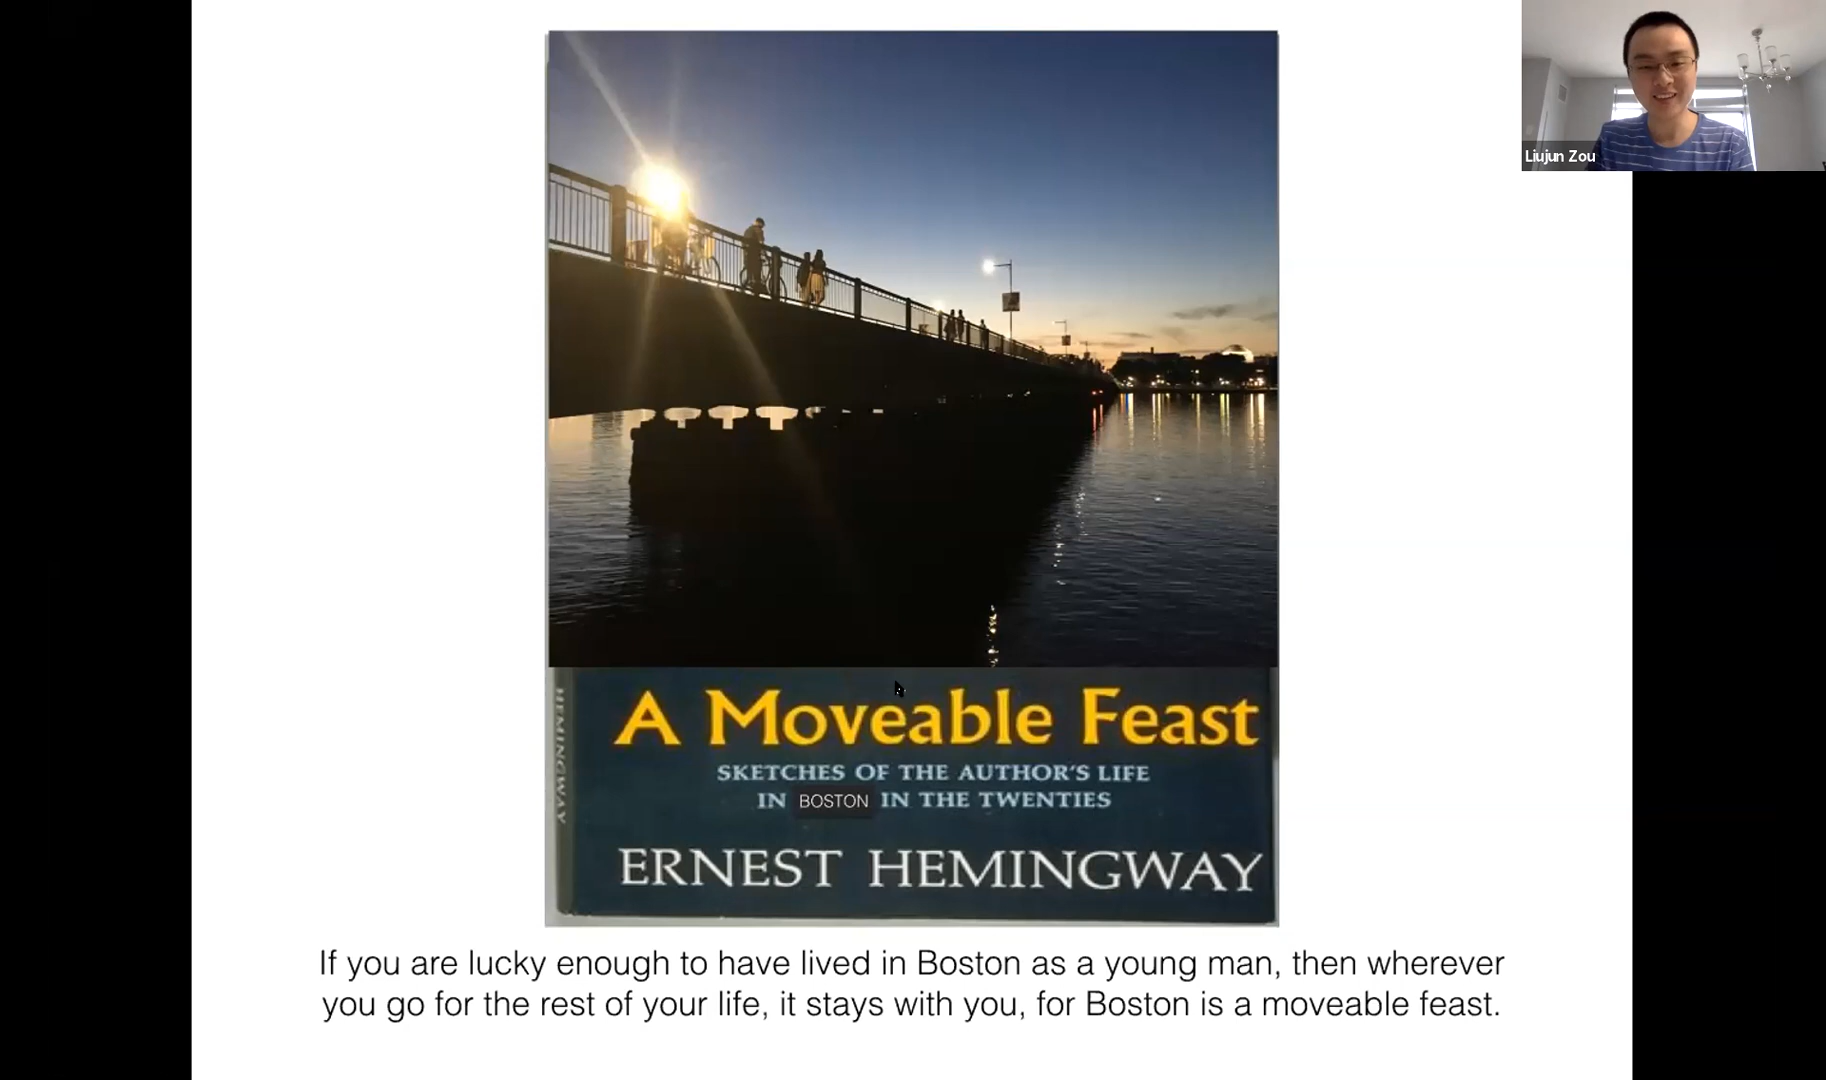 Liujun Zou
HEMINGWAY
A Moveable Feast
SKETCHES OF THE AUTHOR'S LIFE
IN BOSTON IN THE TWENTIES
ERNEST HEMINGWAY
If you are lucky enough to have lived in Boston as a young man, then wherever
you go for the rest of your life, it stays with you, for Boston is a moveable feast.